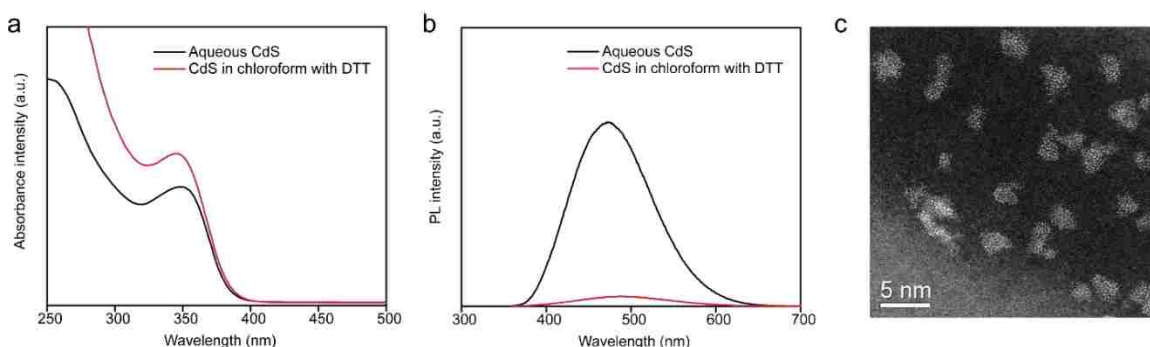 a
Absorbance intensity (a.u.)
Aqueous CdS
CdS in chloroform with DTT
250 300 350 400 450 500
Wavelength (nm)
b
PL intensity (a.u.)
Aqueous CdS
CdS in chloroform with DTT
300 400 500 600 700
Wavelength (nm)
c
5 nm